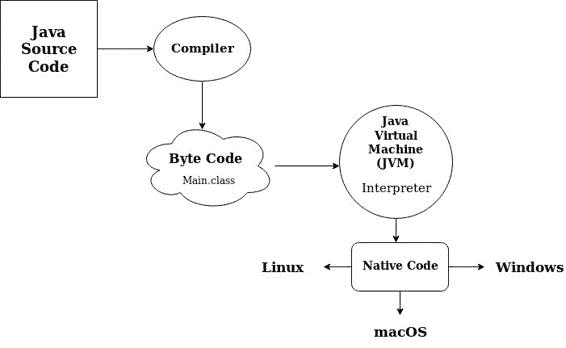 Java
Source
Code
Compiler
Byte Code
Main.class
Java
Virtual
Machine
(JVM)
Interpreter
Native Code
Linux
Windows
macOS